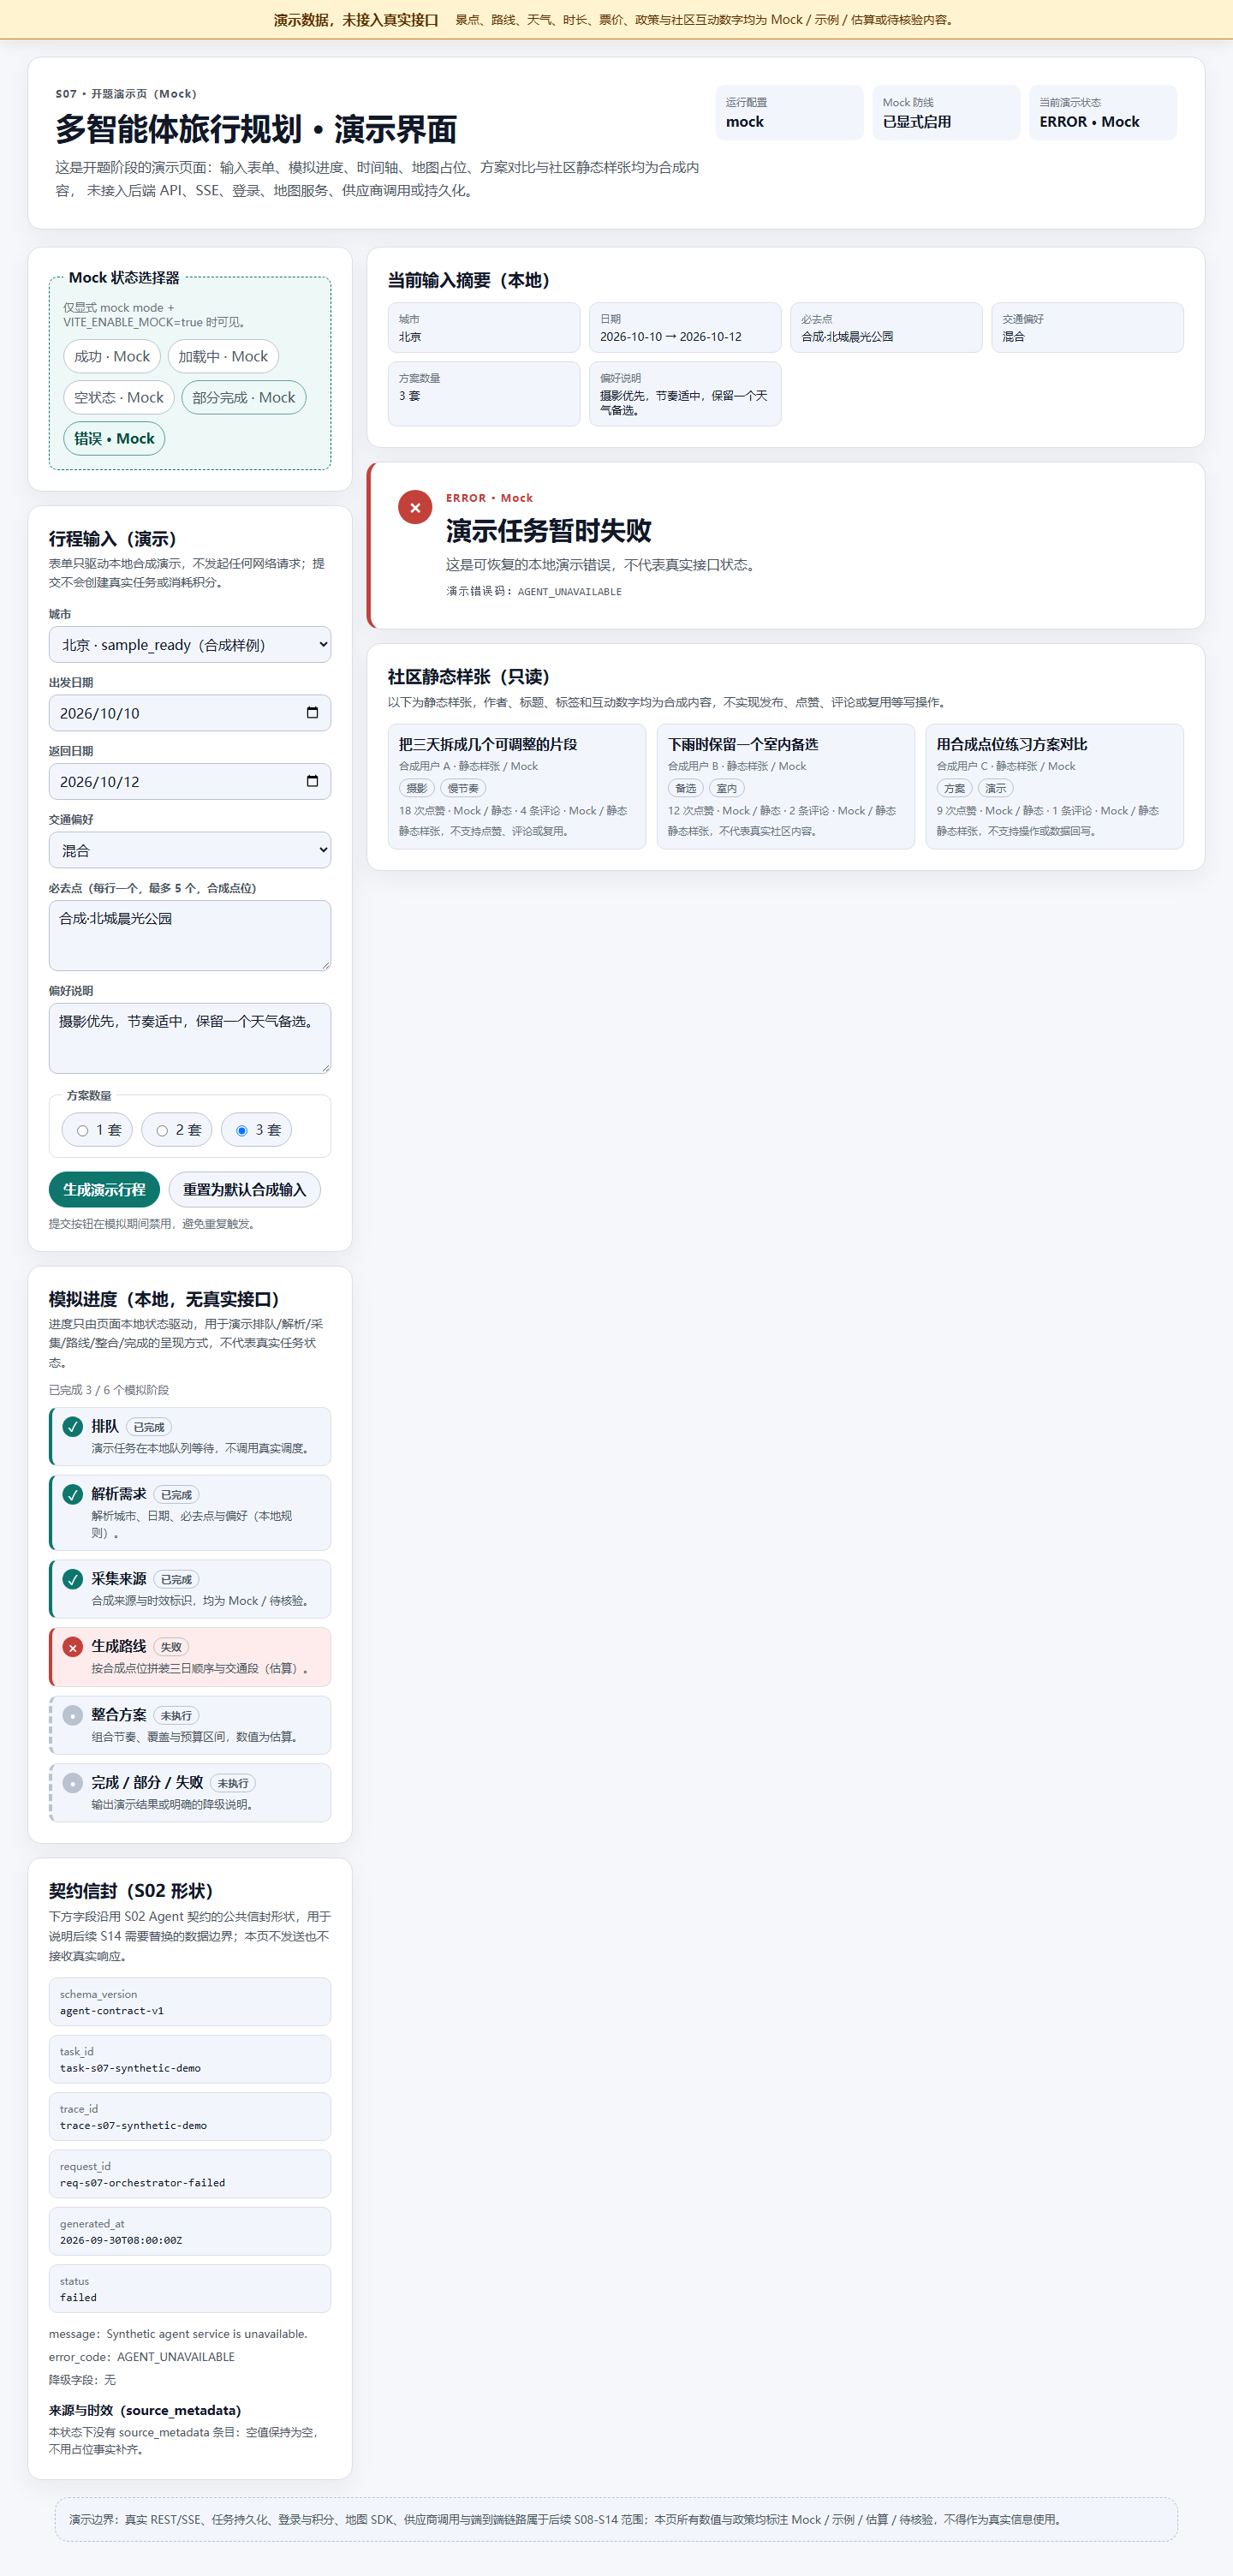 演示数据，未接入真实接口 景点、路线、天气、时长、票价、政策与社区互动数字均为 Mock / 示例 / 估算或待核验内容。
S07 • 开题演示页（Mock）
多智能体旅行规划 • 演示界面
这是开题阶段的演示页面：输入表单、模拟进度、时间轴、地图占位、方案对比与社区静态样张均为合成内
容， 未接入后端 API、SSE、登录、地图服务、供应商调用或持久化。
运行配置
mock
Mock 防线
已显式启用
当前演示状态
ERROR • Mock
Mock 状态选择器
仅显式 mock mode +
VITE_ENABLE_MOCK=true 时可见。
成功 · Mock
加载中 · Mock
空状态 · Mock
部分完成 · Mock
错误 • Mock
行程输入（演示）
表单只驱动本地合成演示，不发起任何网络请求；提
交不会创建真实任务或消耗积分。
城市
北京 · sample_ready（合成样例）
出发日期
2026/10/10
返回日期
2026/10/12
交通偏好
混合
必去点（每行一个，最多 5 个，合成点位）
合成·北城晨光公园
偏好说明
摄影优先，节奏适中，保留一个天气备选。
方案数量
1 套
2 套
3 套
生成演示行程
重置为默认合成输入
提交按钮在模拟期间禁用，避免重复触发。
模拟进度（本地，无真实接口）
进度只由页面本地状态驱动，用于演示排队/解析/采
集/路线/整合/完成的呈现方式，不代表真实任务状
态。
已完成 3 / 6 个模拟阶段
排队 已完成
演示任务在本地队列等待，不调用真实调度。
解析需求 已完成
解析城市、日期、必去点与偏好（本地规
则）。
采集来源 已完成
合成来源与时效标识，均为 Mock / 待核验。
生成路线 失败
按合成点位拼装三日顺序与交通段（估算）。
整合方案 未执行
组合节奏、覆盖与预算区间，数值为估算。
完成 / 部分 / 失败 未执行
输出演示结果或明确的降级说明。
契约信封（S02 形状）
下方字段沿用 S02 Agent 契约的公共信封形状，用于
说明后续 S14 需要替换的数据边界；本页不发送也不
接收真实响应。
schema_version
agent-contract-v1
task_id
task-s07-synthetic-demo
trace_id
trace-s07-synthetic-demo
request_id
req-s07-orchestrator-failed
generated_at
2026-09-30T08:00:00Z
status
failed
message：Synthetic agent service is unavailable.
error_code：AGENT_UNAVAILABLE
降级字段：无
来源与时效（source_metadata）
本状态下没有 source_metadata 条目：空值保持为空，
不用占位事实补齐。
当前输入摘要（本地）
城市
北京
日期
2026-10-10 → 2026-10-12
必去点
合成·北城晨光公园
交通偏好
混合
方案数量
3 套
偏好说明
摄影优先，节奏适中，保留一个天
气备选。
ERROR • Mock
演示任务暂时失败
这是可恢复的本地演示错误，不代表真实接口状态。
演示错误码：AGENT_UNAVAILABLE
社区静态样张（只读）
以下为静态样张，作者、标题、标签和互动数字均为合成内容，不实现发布、点赞、评论或复用等写操作。
把三天拆成几个可调整的片段
合成用户 A · 静态样张 / Mock
摄影 慢节奏
18 次点赞 · Mock / 静态 · 4 条评论 · Mock / 静态
静态样张，不支持点赞、评论或复用。
下雨时保留一个室内备选
合成用户 B · 静态样张 / Mock
备选 室内
12 次点赞 · Mock / 静态 · 2 条评论 · Mock / 静态
静态样张，不代表真实社区内容。
用合成点位练习方案对比
合成用户 C · 静态样张 / Mock
方案 演示
9 次点赞 · Mock / 静态 · 1 条评论 · Mock / 静态
静态样张，不支持操作或数据回写。
演示边界：真实 REST/SSE、任务持久化、登录与积分、地图 SDK、供应商调用与端到端链路属于后续 S08-S14 范围；本页所有数值与政策均标注 Mock / 示例 / 估算 / 待核验，不得作为真实信息使用。